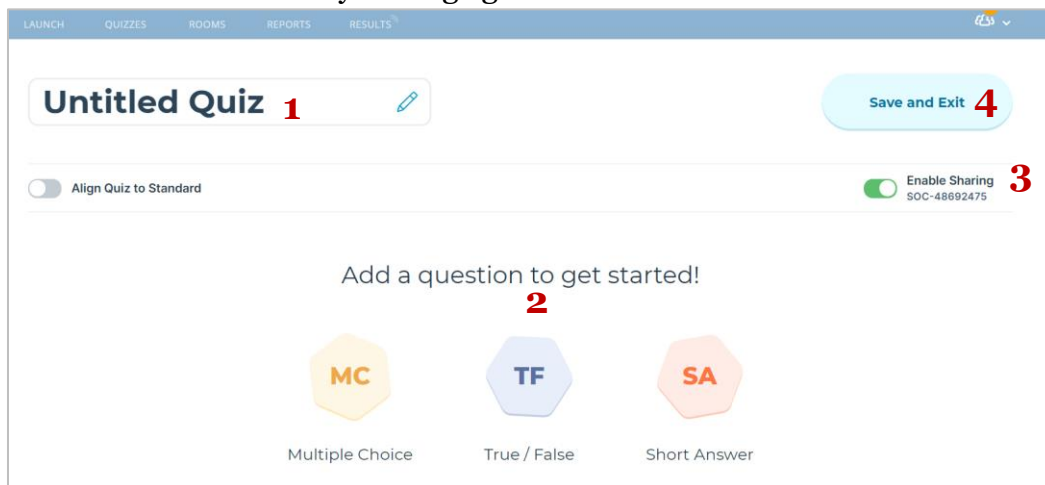 LAUNCH QUIZZES ROOMS REPORTS RESULTS
Untitled Quiz 1
Save and Exit 4
Align Quiz to Standard
Enable Sharing 3
SOC-48692475
Add a question to get started!
2
MC TF SA
Multiple Choice True / False Short Answer